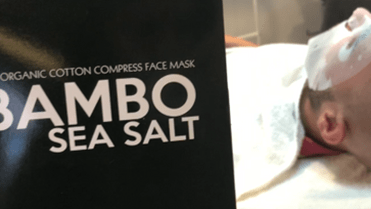 ORGANIC COTTON COMPRESS FACE MASK
BAMBO
SEA SALT